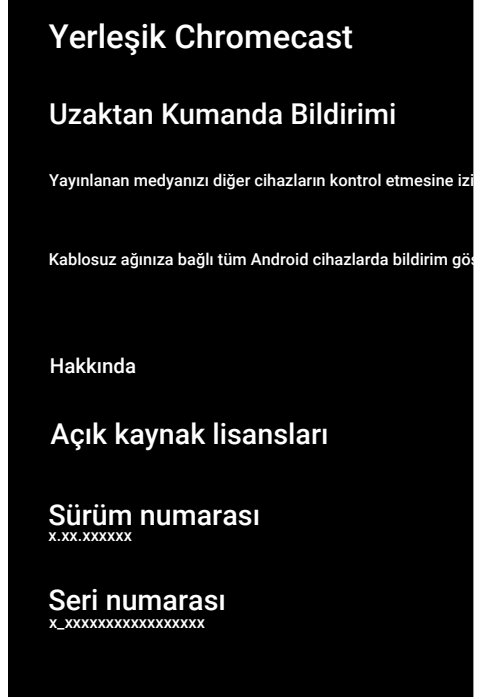 Yerleşik Chromecast
Uzaktan Kumanda Bildirimi
Yayınlanan medyanızı diğer cihazların kontrol etmesine izi
Kablosuz ağınıza bağlı tüm Android cihazlarda bildirim gös
Hakkında
Açık kaynak lisansları
Sürüm numarası
x.xx.xxxxxx
Seri numarası
x_xxxxxxxxxxxxxxxxx